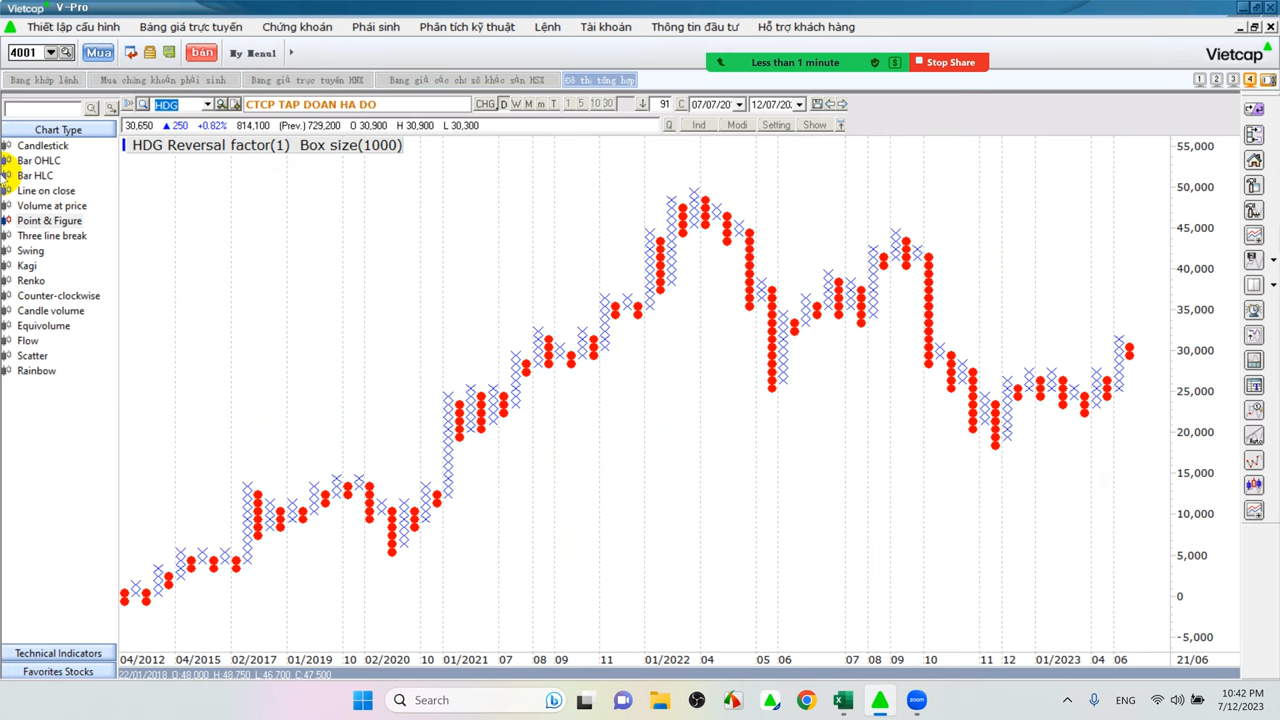 Vietcap V-Pro
Thiết lập cấu hình Bảng giá trực tuyến Chứng khoán Phái sinh Phân tích kỹ thuật Lệnh Tài khoản Thông tin đầu tư Hỗ trợ khách hàng
4001 Mua bán My Menu1 Less than 1 minute $ Stop Share Vietcap
Bảng khớp lệnh Mua chứng khoán phái sinh Bảng giá trực tuyến HNX Bảng giá các chỉ số khác sàn HSX Đồ thị tổng hợp 1 2 3 4
HDG CTCP TAP DOAN HA DO CHG D W M m T 1 5 10 30 91 C 07/07/20 12/07/20
30,650 ▲ 250 +0.82% 814,100 (Prev.) 729,200 O 30,900 H 30,900 L 30,300 Q Ind Modi Setting Show
Chart Type
Candlestick
Bar OHLC
Bar HLC
Line on close
Volume at price
Point & Figure
Three line break
Swing
Kagi
Renko
Counter-clockwise
Candle volume
Equivolume
Flow
Scatter
Rainbow
Technical Indicators
Favorites Stocks
HDG Reversal factor(1) Box size(1000)
55,000
50,000
45,000
40,000
35,000
30,000
25,000
20,000
15,000
10,000
5,000
0
-5,000
04/2012 04/2015 02/2017 01/2019 10 02/2020 10 01/2021 07 08 09 11 01/2022 04 05 06 07 08 09 10 11 12 01/2023 04 06 21/06
22/01/2018 O:48.000 H:48.750 L:46.700 C:47.500
Search
ENG
zoom
10:42 PM
7/12/2023